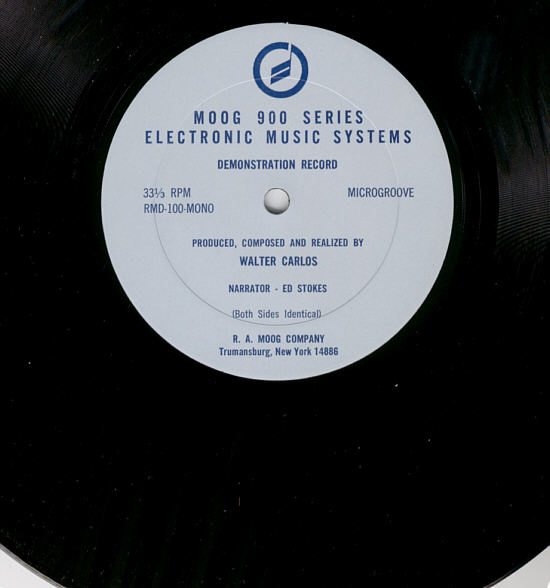 MOOG 900 SERIES
ELECTRONIC MUSIC SYSTEMS
DEMONSTRATION RECORD
33⅓ RPM MICROGROOVE
RMD-100-MONO
PRODUCED, COMPOSED AND REALIZED BY
WALTER CARLOS
NARRATOR - ED STOKES
(Both Sides Identical)
R. A. MOOG COMPANY
Trumansburg, New York 14886